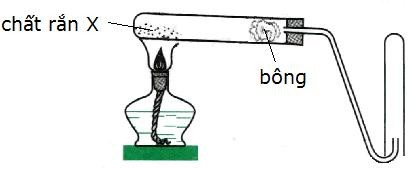 chất rắn X
bông